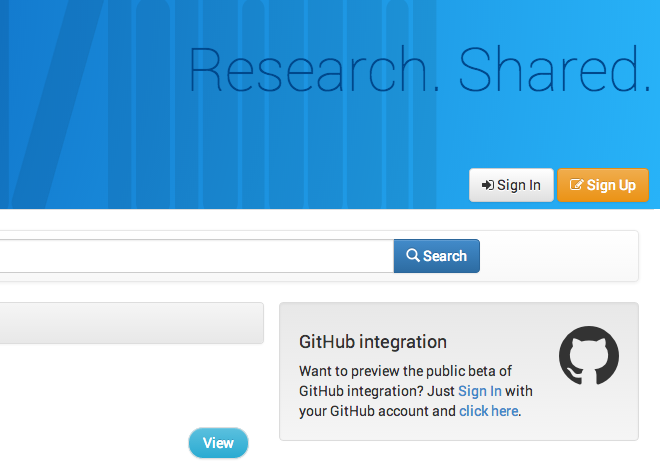 Research. Shared.
Sign In
Sign Up
Search
GitHub integration
Want to preview the public beta of
GitHub integration? Just Sign In with
your GitHub account and click here.
View